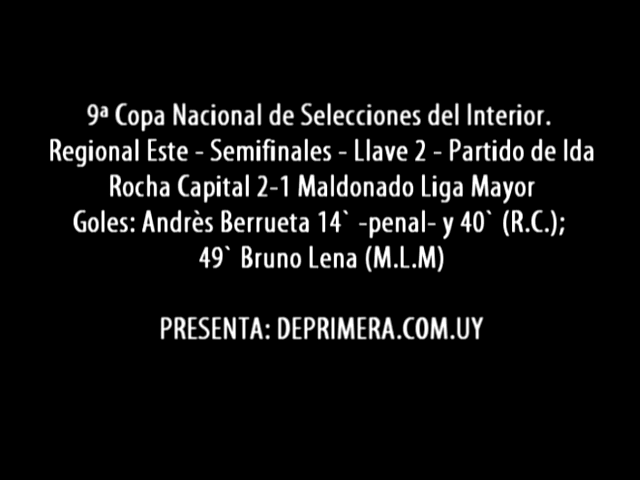 9ª Copa Nacional de Selecciones del Interior.
Regional Este - Semifinales - Llave 2 - Partido de Ida
Rocha Capital 2-1 Maldonado Liga Mayor
Goles: Andrès Berrueta 14` -penal- y 40` (R.C.);
49` Bruno Lena (M.L.M)
PRESENTA: DEPRIMERA.COM.UY